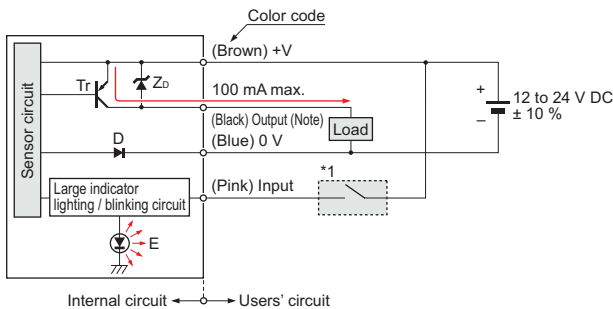 Color code
(Brown) +V
Tr
ZD
100 mA max.
+
12 to 24 V DC
± 10 %
–
(Black) Output (Note)
Load
Sensor circuit
D
(Blue) 0 V
*1
(Pink) Input
Large indicator
lighting / blinking circuit
E
Internal circuit
Users' circuit